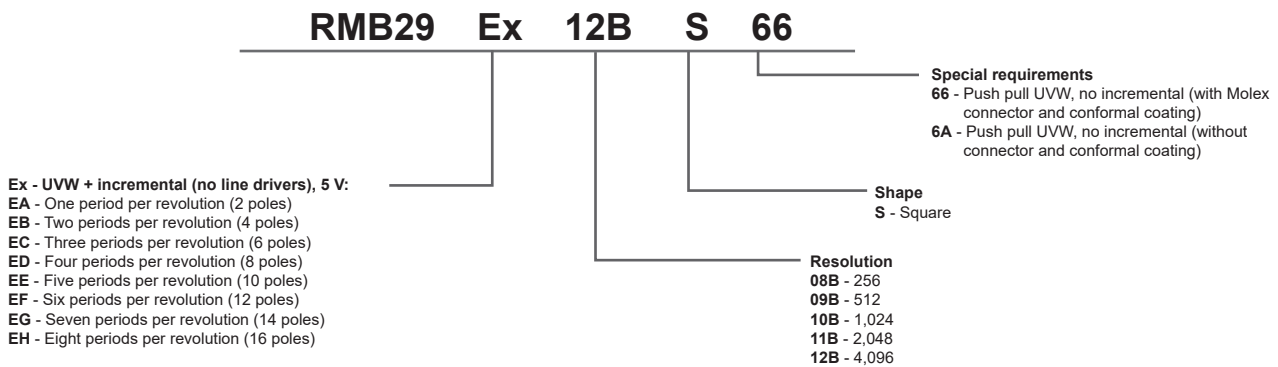 RMB29 Ex 12B S 66
Special requirements
66 - Push pull UVW, no incremental (with Molex
connector and conformal coating)
6A - Push pull UVW, no incremental (without
connector and conformal coating)
Ex - UVW + incremental (no line drivers), 5 V:
EA - One period per revolution (2 poles)
EB - Two periods per revolution (4 poles)
EC - Three periods per revolution (6 poles)
ED - Four periods per revolution (8 poles)
EE - Five periods per revolution (10 poles)
EF - Six periods per revolution (12 poles)
EG - Seven periods per revolution (14 poles)
EH - Eight periods per revolution (16 poles)
Shape
S - Square
Resolution
08B - 256
09B - 512
10B - 1,024
11B - 2,048
12B - 4,096